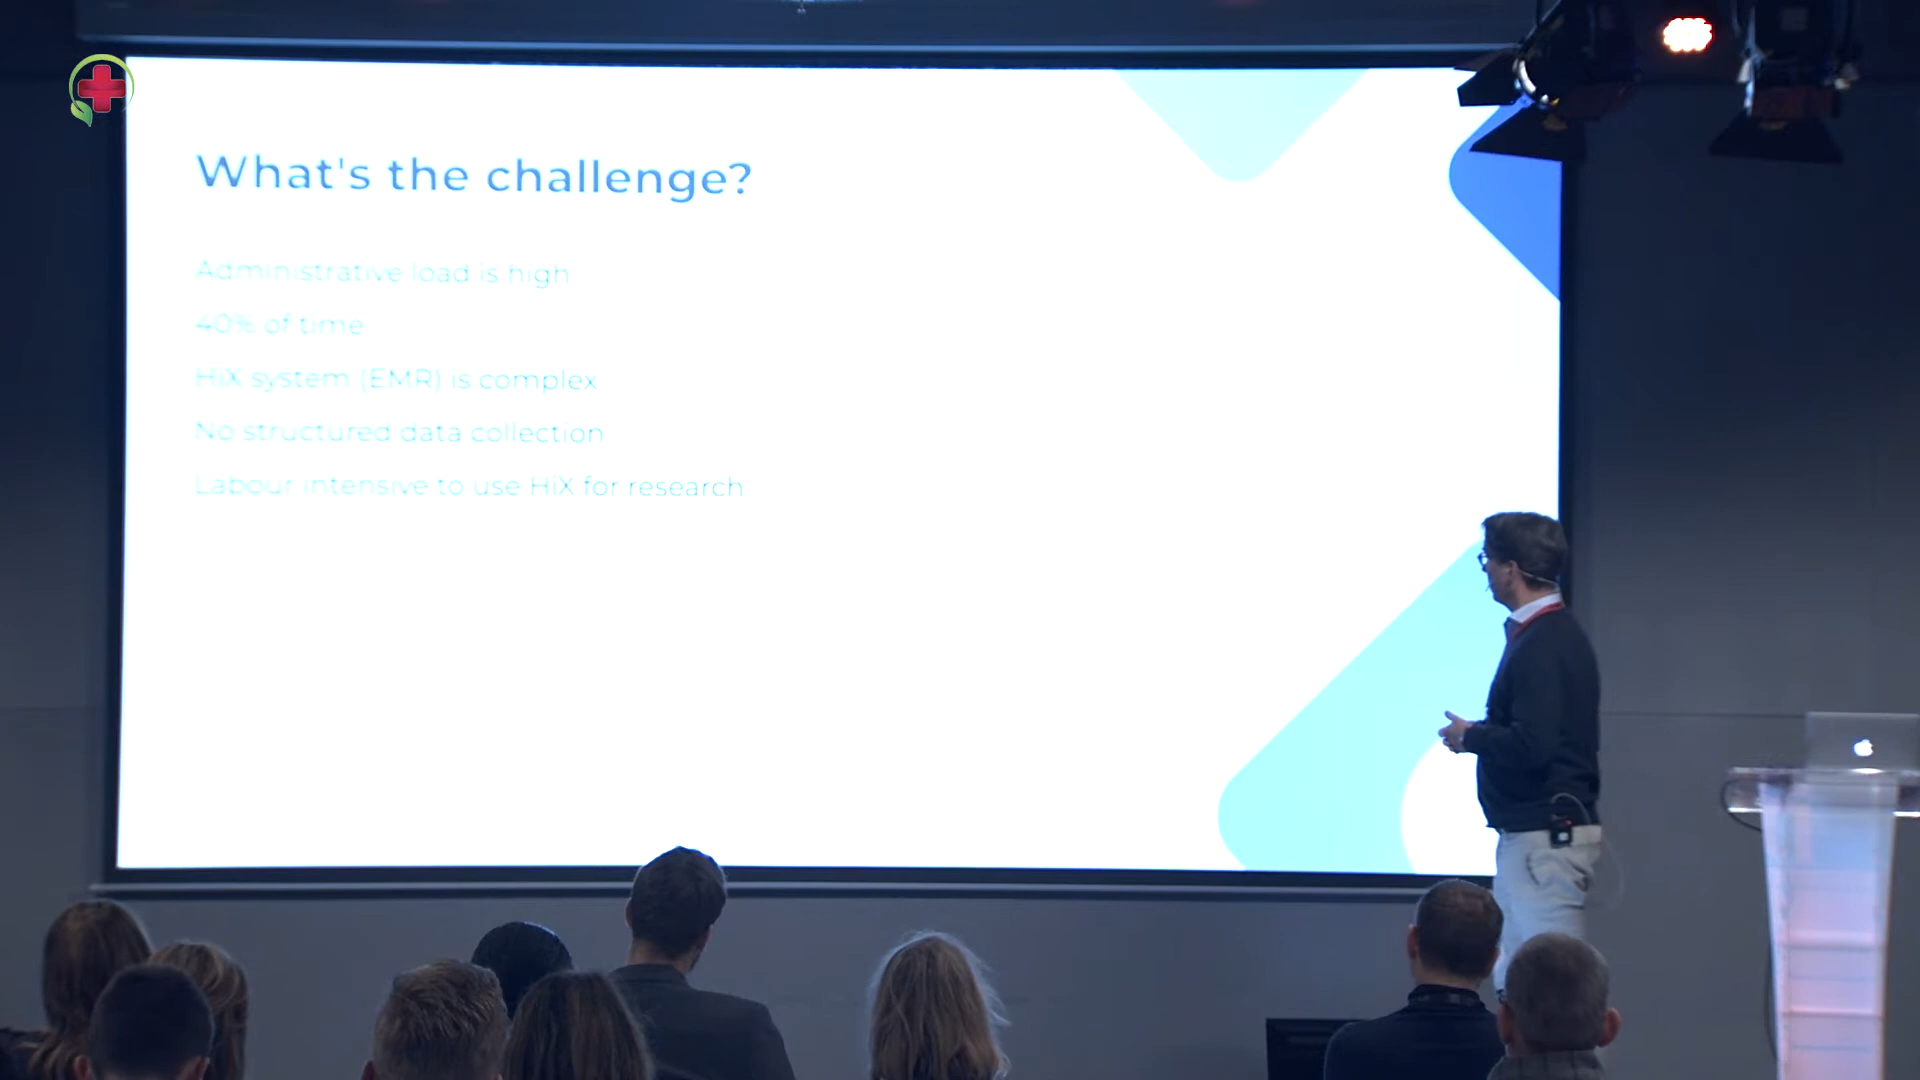 What's the challenge?
Administrative load is high
40% of time
HiX system (EMR) is complex
No structured data collection
Labour intensive to use HiX for research